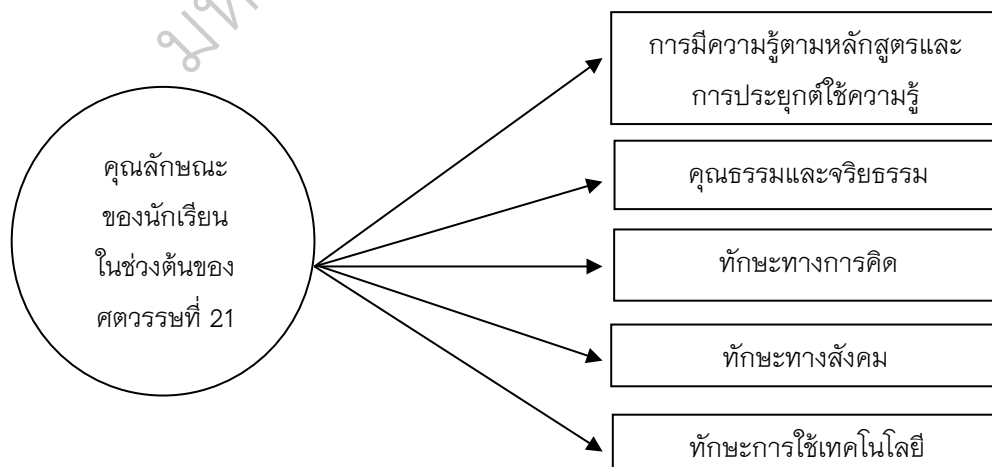 การมีความรู้ตามหลักสูตรและ
การประยุกต์ใช้ความรู้
คุณลักษณะ
ของนักเรียน
ในช่วงต้นของ
ศตวรรษที่ 21
คุณธรรมและจริยธรรม
ทักษะทางการคิด
ทักษะทางสังคม
ทักษะการใช้เทคโนโลยี